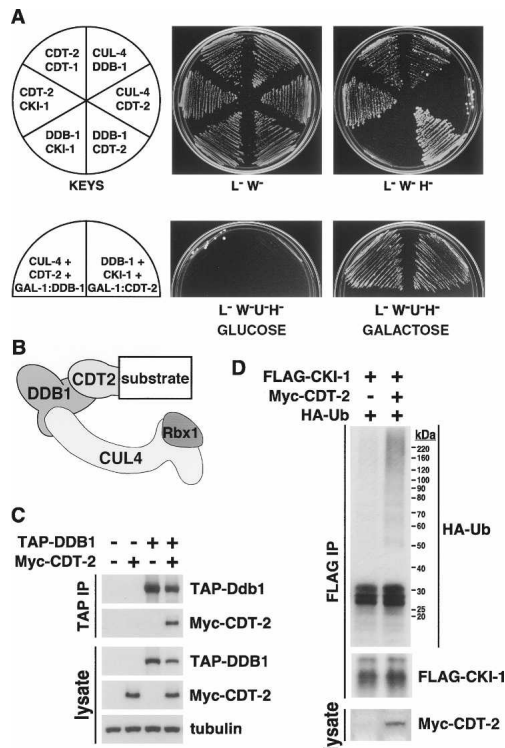 A
CDT-2
CDT-1
CUL-4
DDB-1
CDT-2
CKI-1
CUL-4
CDT-2
DDB-1
CKI-1
DDB-1
CDT-2
KEYS
L- W-
L- W- H-
CUL-4 +
CDT-2 +
GAL-1:DDB-1
DDB-1 +
CKI-1 +
GAL-1:CDT-2
L- W-U-H-
GLUCOSE
L- W-U-H-
GALACTOSE
B
DDB1
CDT2
substrate
Rbx1
CUL4
C
TAP-DDB1 - - + +
Myc-CDT-2 - + - +
TAP IP
TAP-Ddb1
Myc-CDT-2
lysate
TAP-DDB1
Myc-CDT-2
tubulin
D
FLAG-CKI-1 + +
Myc-CDT-2 - +
HA-Ub + +
kDa
220
160
120
100
90
80
70
60
50
40
30
25
20
FLAG IP
HA-Ub
FLAG-CKI-1
lysate
Myc-CDT-2